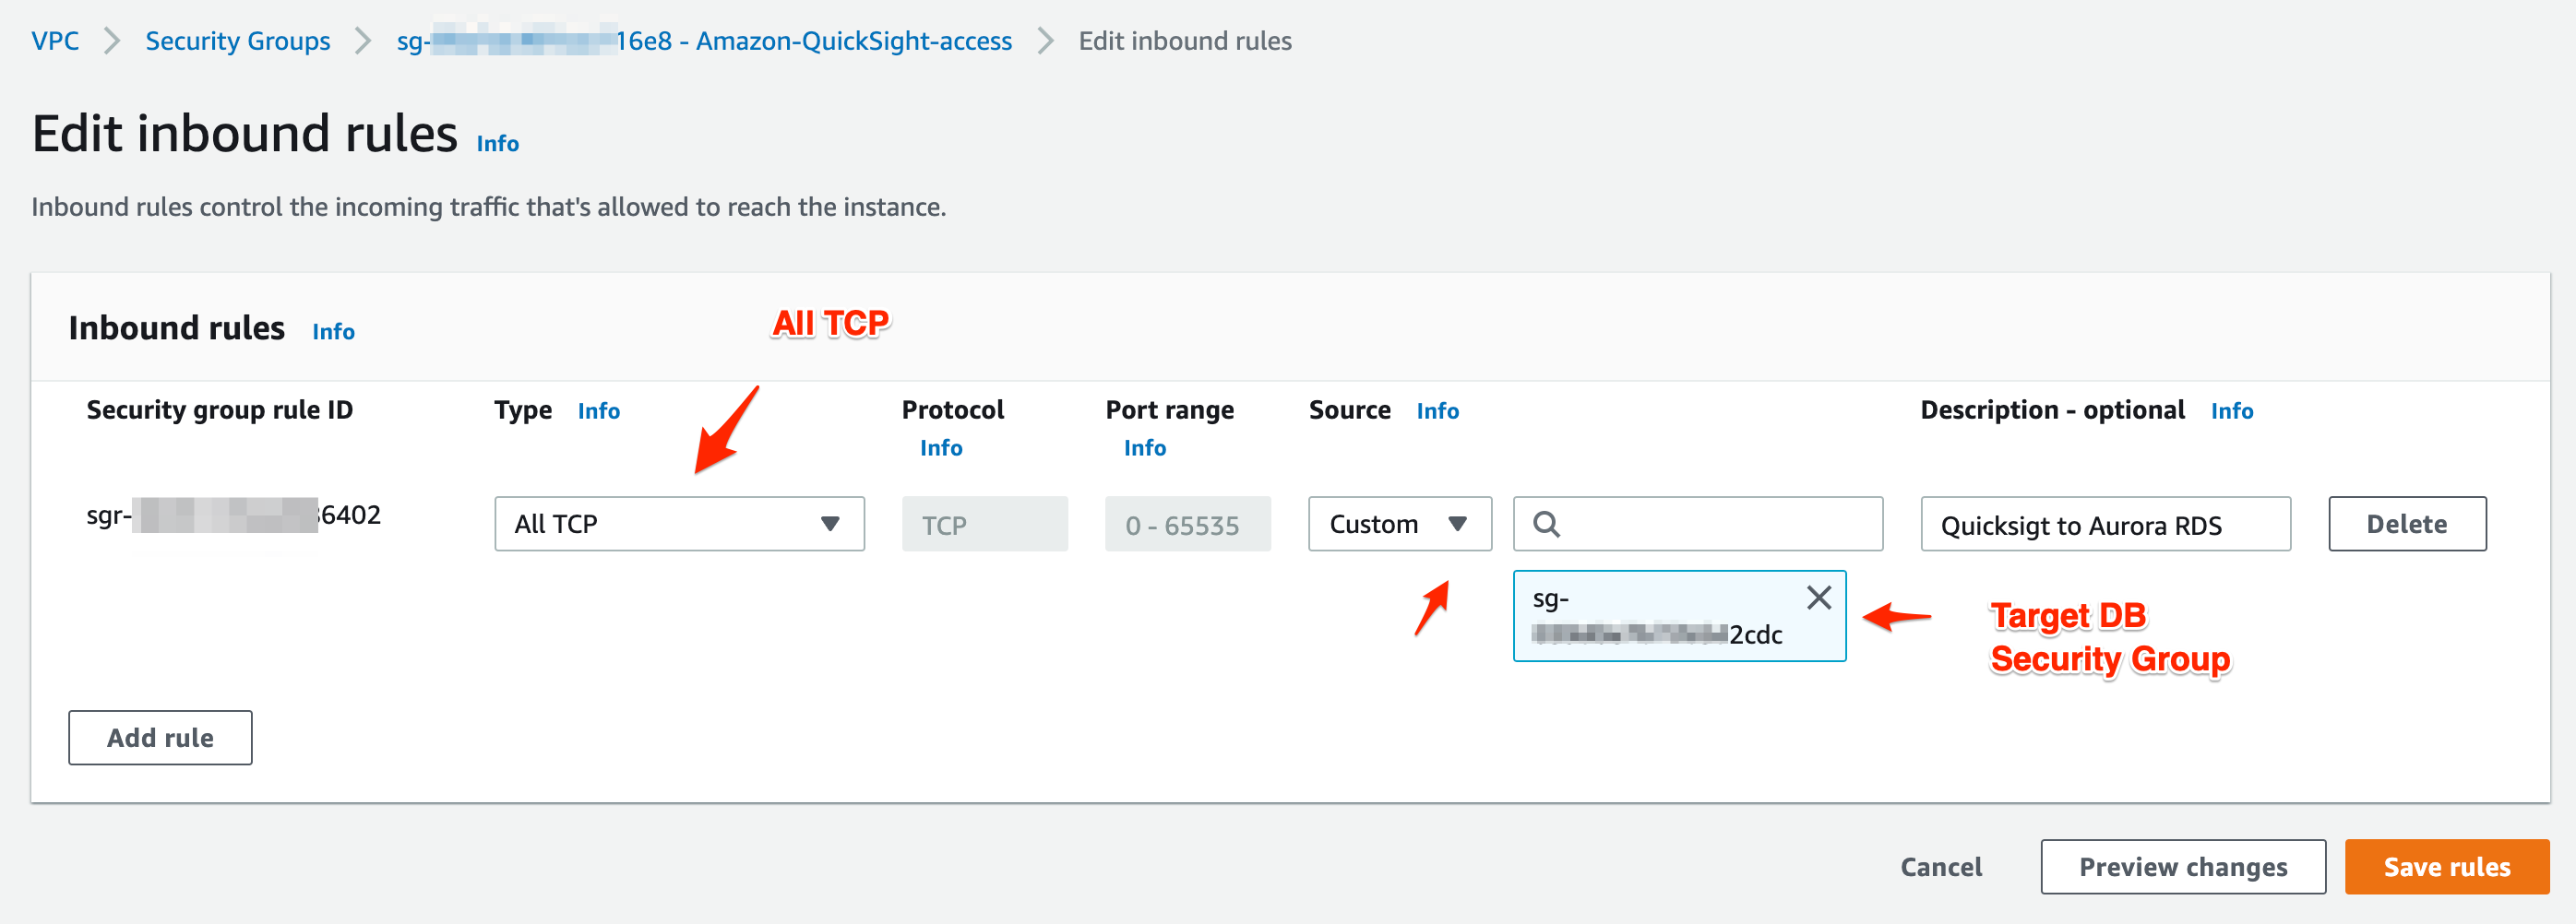 VPC > Security Groups > sg-16e8 - Amazon-QuickSight-access > Edit inbound rules
Edit inbound rules Info
Inbound rules control the incoming traffic that's allowed to reach the instance.
Inbound rules Info
All TCP
Security group rule ID Type Info Protocol Info Port range Info Source Info Description - optional Info
sgr-6402 All TCP TCP 0 - 65535 Custom Quicksigt to Aurora RDS Delete
sg-
2cdc
Target DB
Security Group
Add rule
Cancel Preview changes Save rules